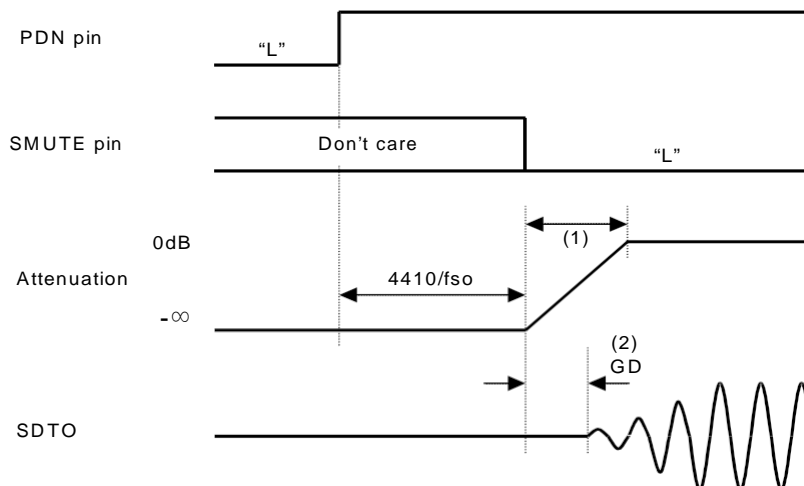 PDN pin
“L”
SMUTE pin
Don't care
“L”
0dB
(1)
Attenuation
4410/fso
-∞
(2)
GD
SDTO